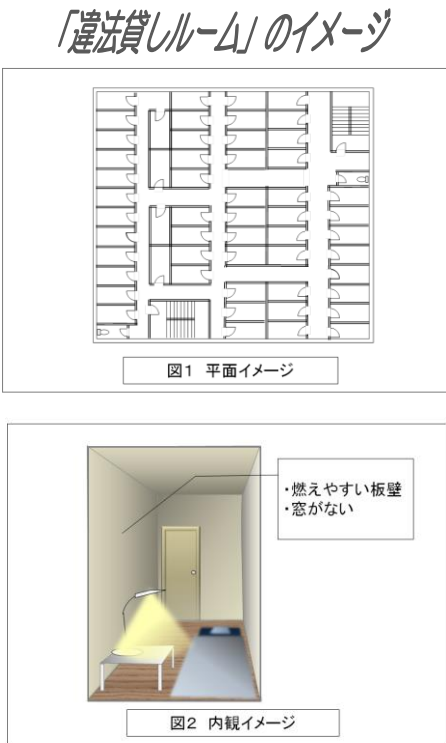 「違法貸しルーム」のイメージ
図1 平面イメージ
・燃えやすい板壁
・窓がない
図2 内観イメージ